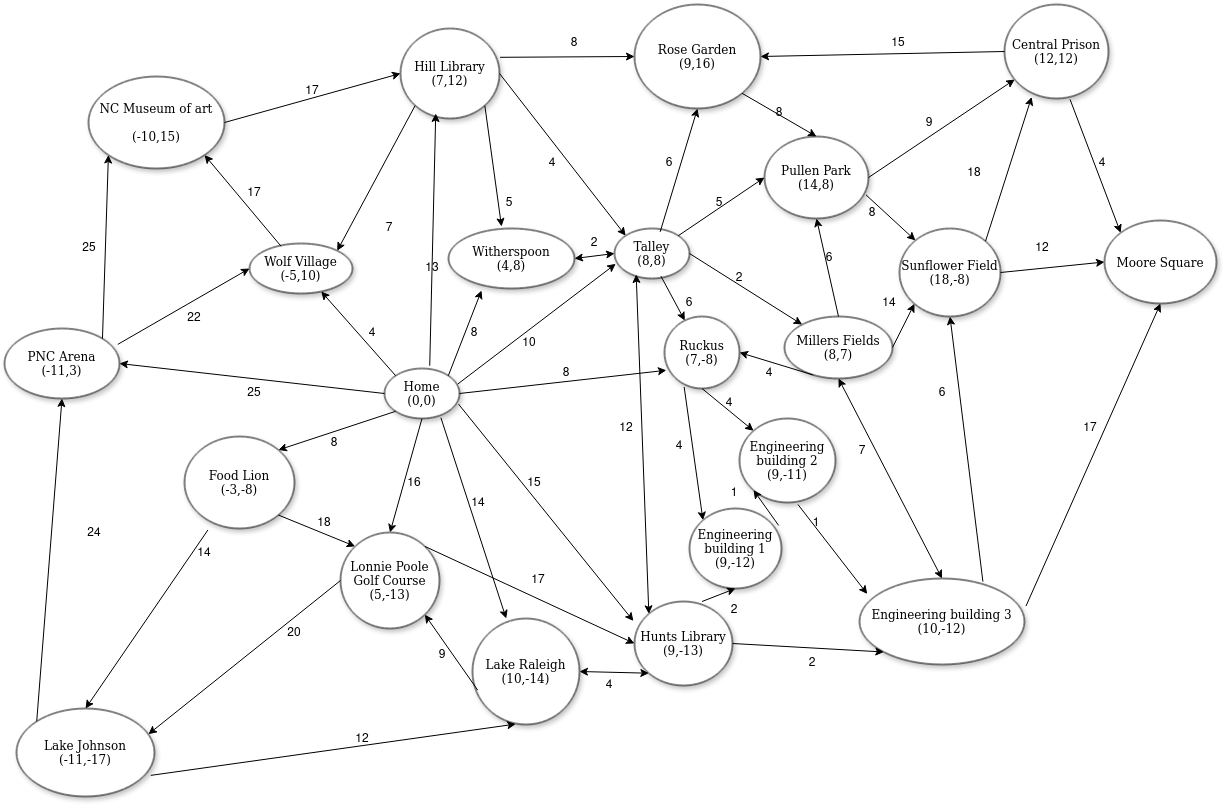 8
Rose Garden
(9,16)
15
Central Prison
(12,12)
Hill Library
(7,12)
17
NC Museum of art
(-10,15)
8
9
4
6
5
4
Pullen Park
(14,8)
18
17
5
8
7
2
Witherspoon
(4,8)
Talley
(8,8)
25
Wolf Village
(-5,10)
13
2
6
12
Sunflower Field
(18,-8)
Moore Square
22
4
8
10
6
14
PNC Arena
(-11,3)
Ruckus
(7,-8)
Millers Fields
(8,7)
25
Home
(0,0)
8
4
6
8
4
12
4
7
17
Food Lion
(-3,-8)
16
14
15
Engineering
building 2
(9,-11)
1
24
18
14
1
Engineering
building 1
(9,-12)
Lonnie Poole
Golf Course
(5,-13)
17
2
Engineering building 3
(10,-12)
20
9
Hunts Library
(9,-13)
2
Lake Raleigh
(10,-14)
4
Lake Johnson
(-11,-17)
12